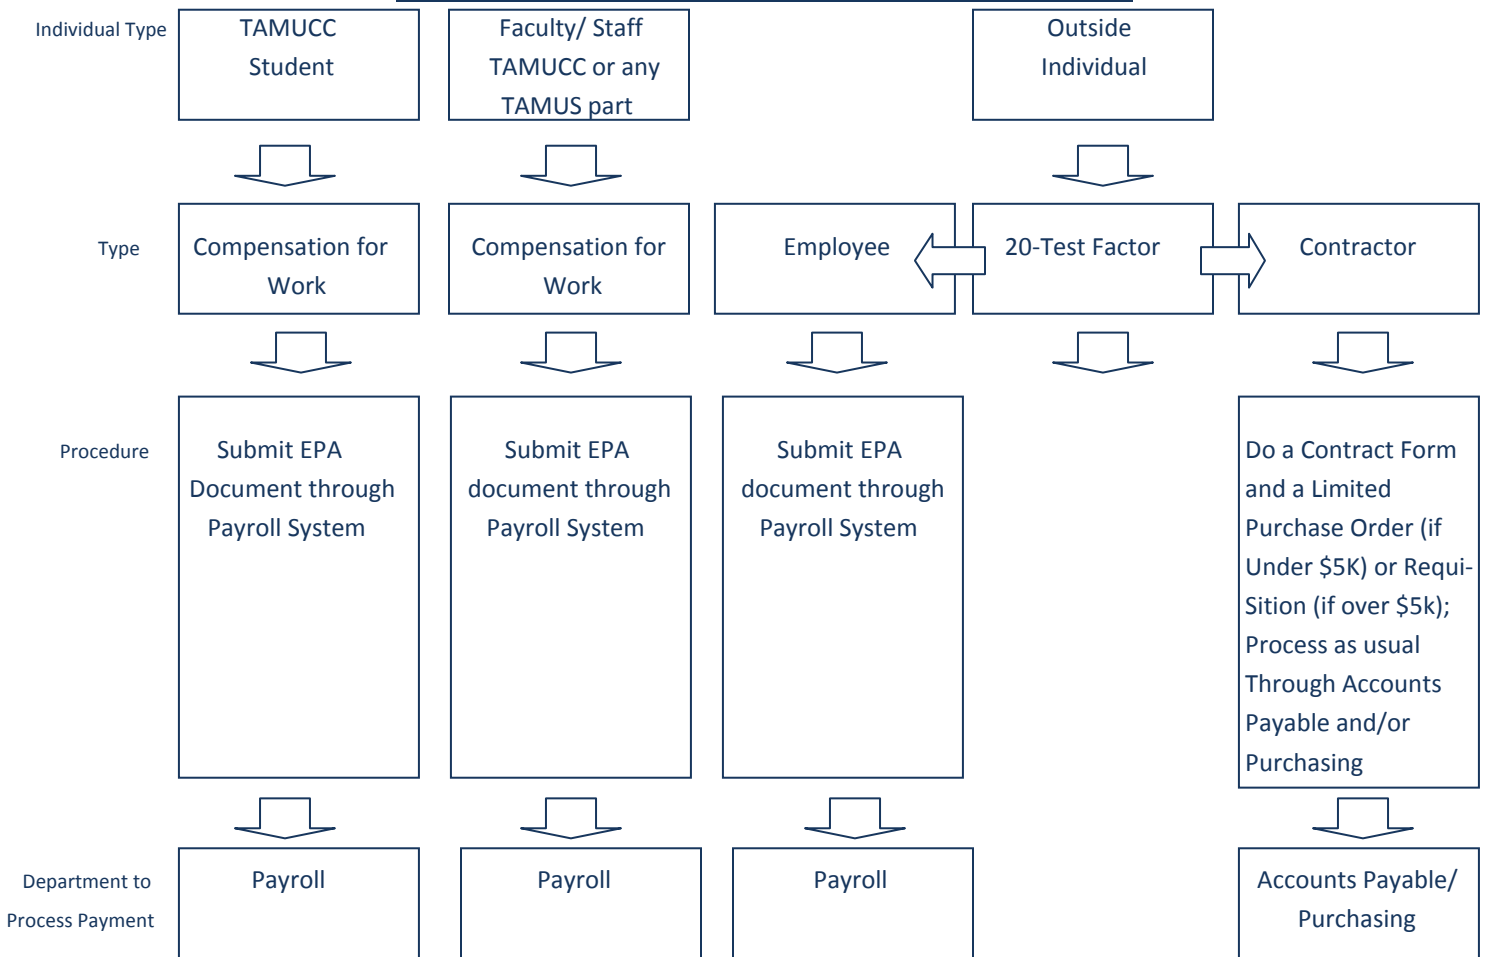 Individual Type
TAMUCC
Student
Faculty/ Staff
TAMUCC or any
TAMUS part
Outside
Individual
Type
Compensation for
Work
Compensation for
Work
Employee
20-Test Factor
Contractor
Procedure
Submit EPA
Document through
Payroll System
Submit EPA
document through
Payroll System
Submit EPA
document through
Payroll System
Do a Contract Form
and a Limited
Purchase Order (if
Under $5K) or Requi-
Sition (if over $5k);
Process as usual
Through Accounts
Payable and/or
Purchasing
Department to
Process Payment
Payroll
Payroll
Payroll
Accounts Payable/
Purchasing